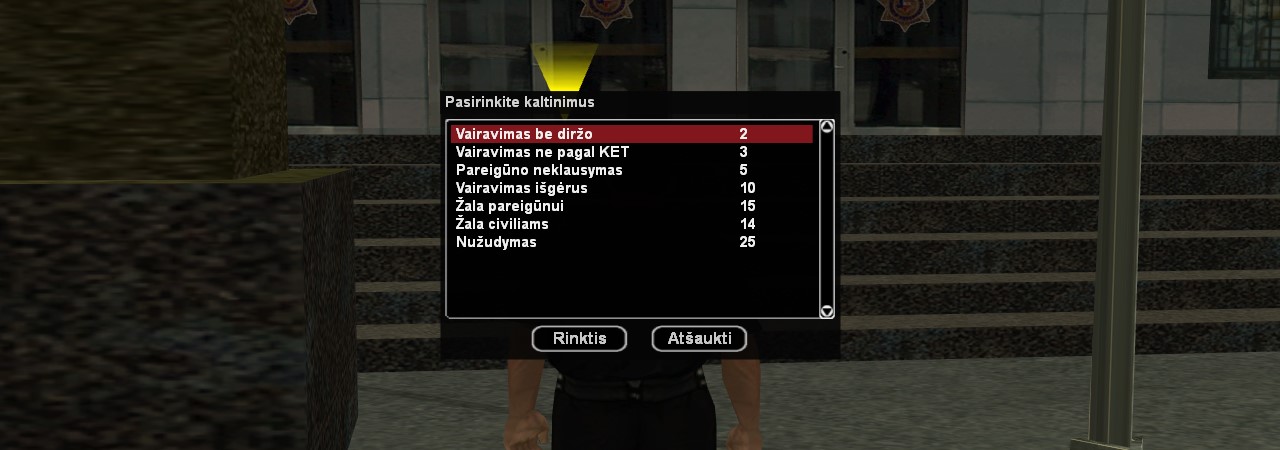 Pasirinkite kaltinimus
Vairavimas be diržo 2
Vairavimas ne pagal KET 3
Pareigūno neklausymas 5
Vairavimas išgėrus 10
Žala pareigūnui 15
Žala civiliams 14
Nužudymas 25
Rinktis Atšaukti